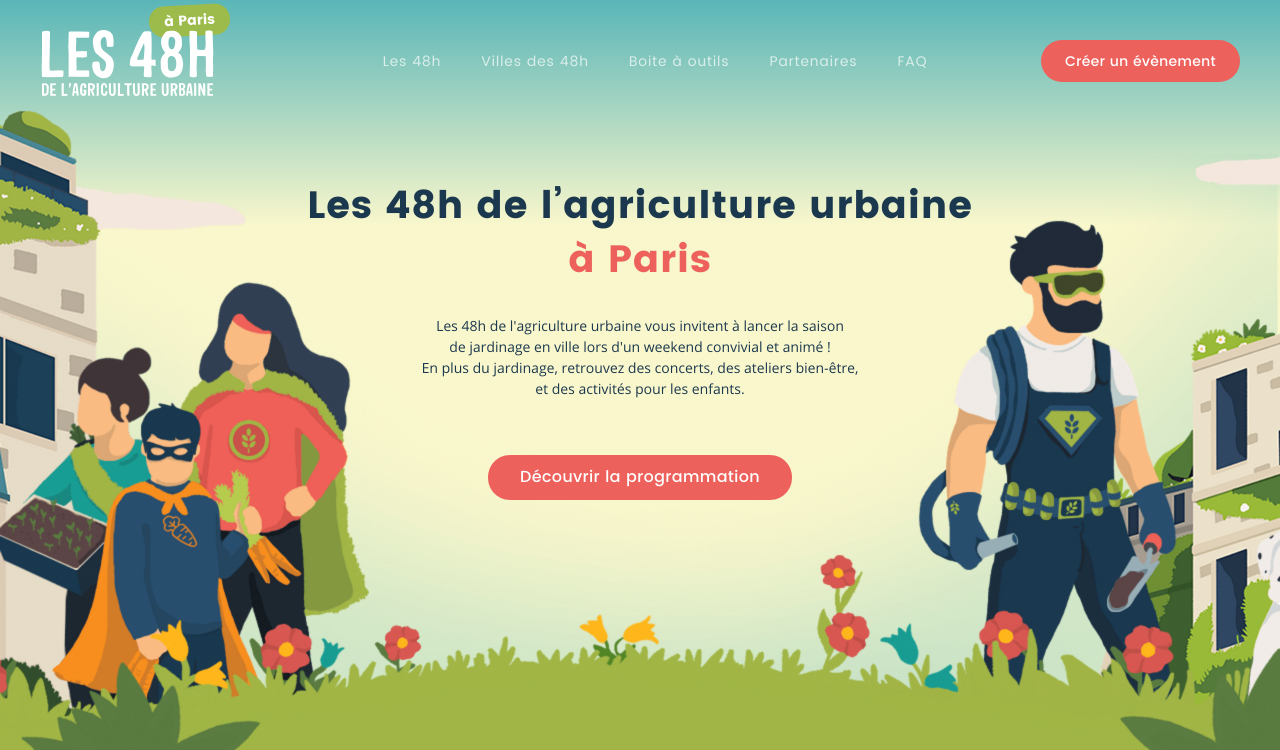 à Paris
LES 48H
DE L'AGRICULTURE URBAINE
Les 48h
Villes des 48h
Boite à outils
Partenaires
FAQ
Créer un évènement
Les 48h de l’agriculture urbaine
à Paris
Les 48h de l'agriculture urbaine vous invitent à lancer la saison
de jardinage en ville lors d'un weekend convivial et animé !
En plus du jardinage, retrouvez des concerts, des ateliers bien-être,
et des activités pour les enfants.
Découvrir la programmation